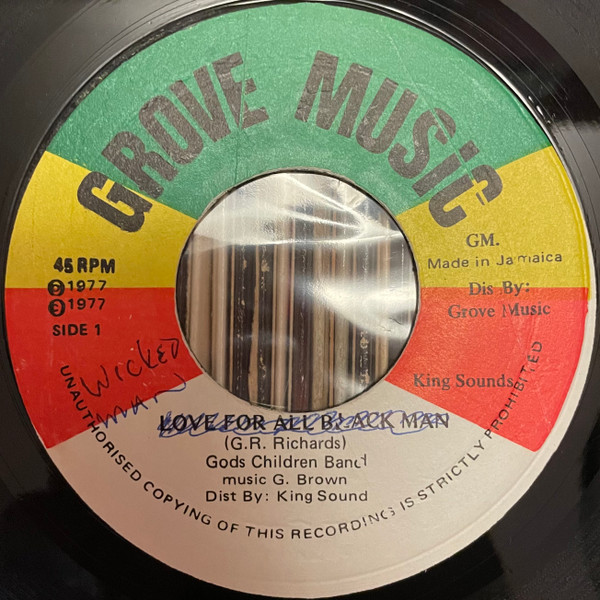 GROVE MUSiC
45 RPM
℗ 1977
© 1977
SIDE 1
GM.
Made in Jamaica
Dis By:
Grove Music
King Sounds
Wicked
man
LOVE FOR ALL BLACK MAN
(G.R. Richards)
Gods Children Band
music G. Brown
Dist By: King Sound
UNAUTHORISED COPYING OF THIS RECORDING IS STRICTLY PROHIBITED